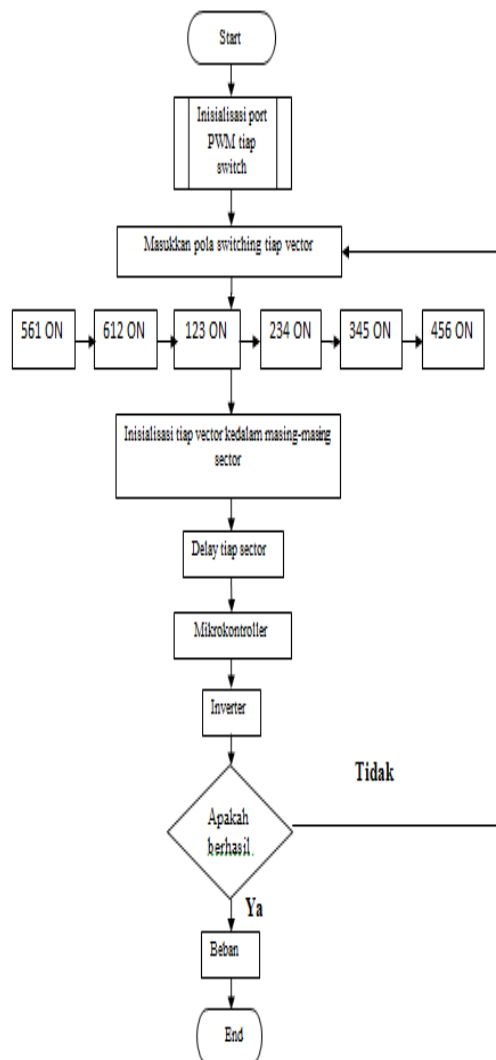 Start
Inisialisasi port
PWM tiap
switch
Masukkan pola switching tiap vector
561 ON
612 ON
123 ON
234 ON
345 ON
456 ON
Inisialisasi tiap vector kedalam masing-masing
sector
Delay tiap sector
Mikrokontroller
Inverter
Apakah
berhasil.
Tidak
Ya
Beban
End